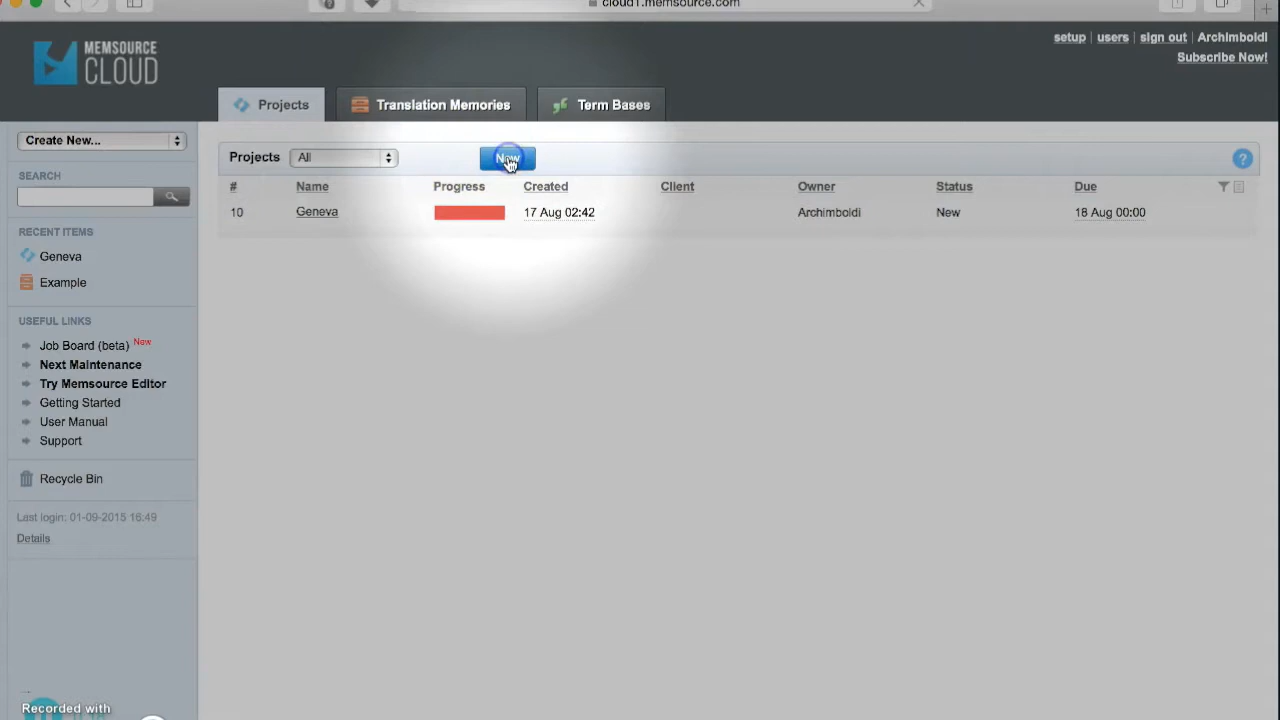 cloud1.memsource.com
MEMSOURCE
CLOUD
setup | users | sign out | Archimboldi
Subscribe Now!
Projects
Translation Memories
Term Bases
Create New...
SEARCH
RECENT ITEMS
Geneva
Example
USEFUL LINKS
Job Board (beta) New
Next Maintenance
Try Memsource Editor
Getting Started
User Manual
Support
Recycle Bin
Last login: 01-09-2015 16:49
Details
Recorded with
Projects All New ?
# Name Progress Created Client Owner Status Due
10 Geneva 17 Aug 02:42 Archimboldi New 18 Aug 00:00